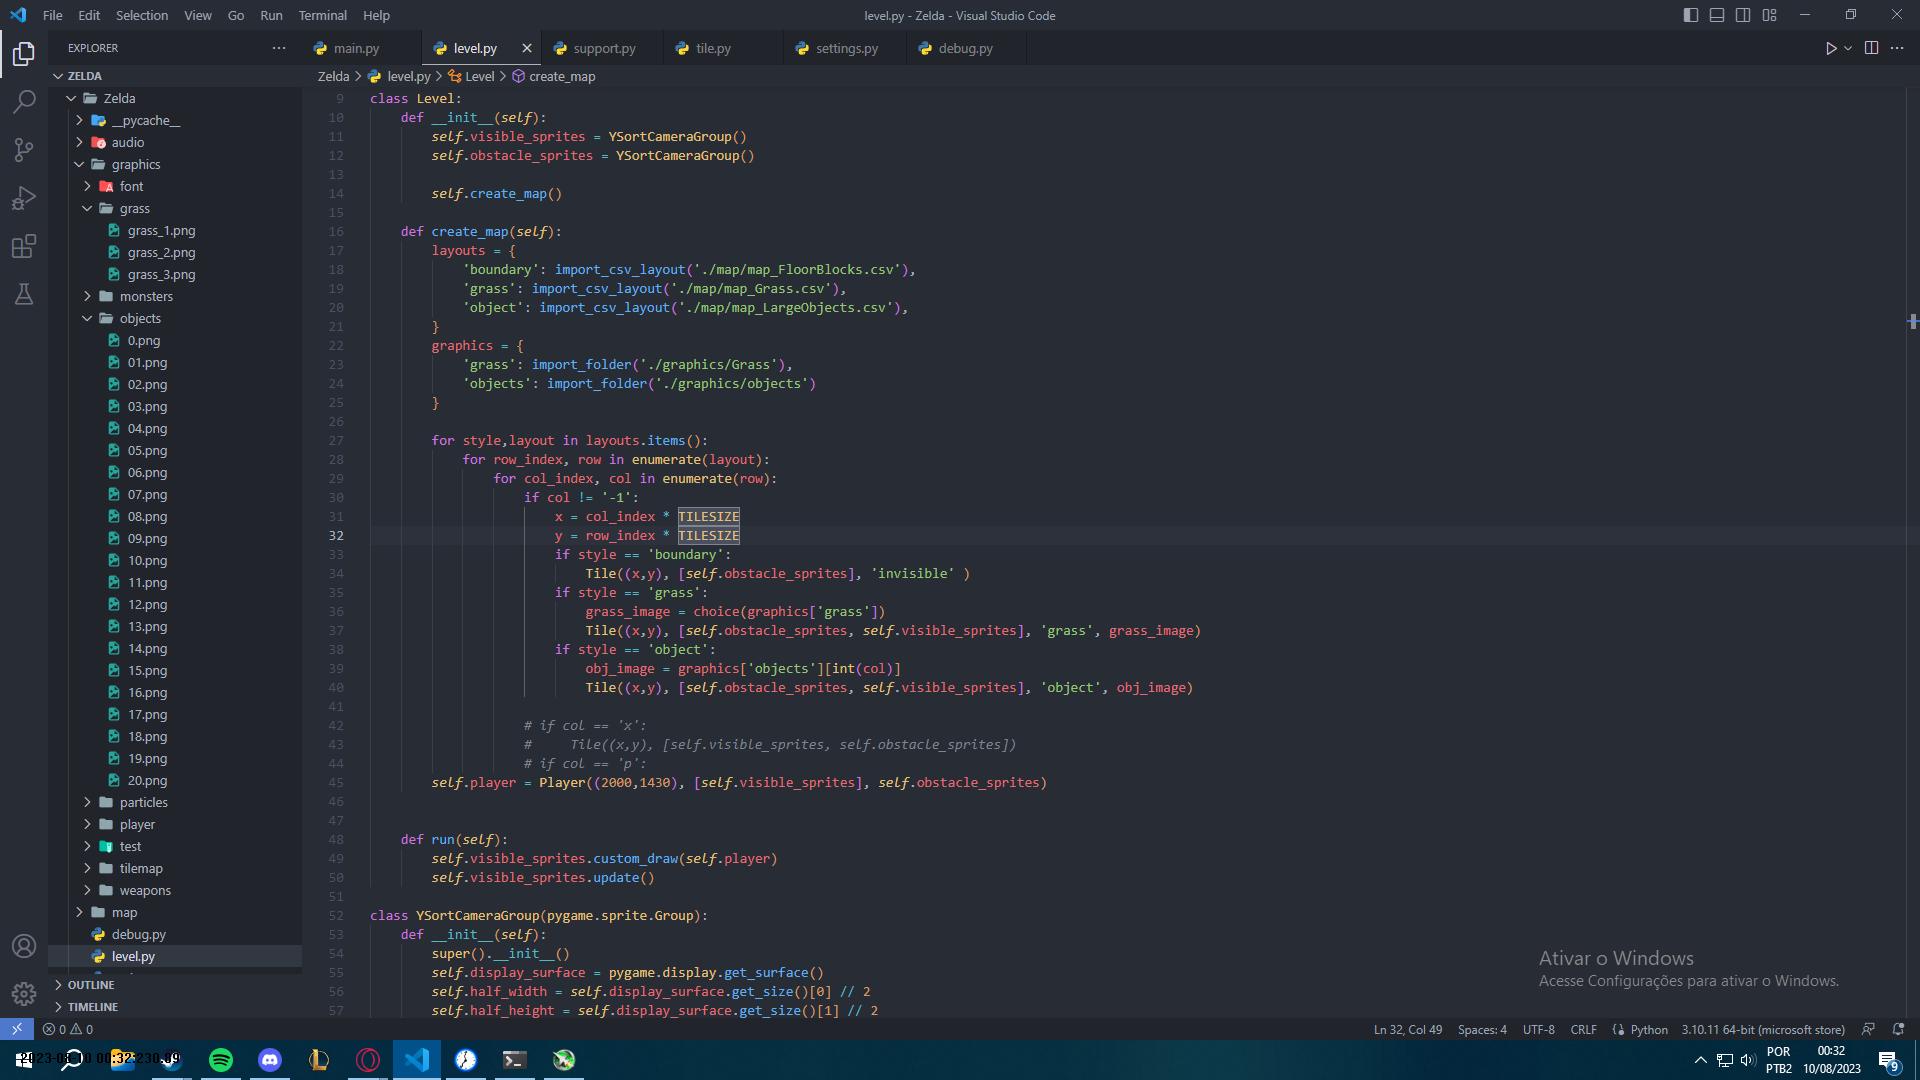 File Edit Selection View Go Run Terminal Help
level.py - Zelda - Visual Studio Code
EXPLORER
main.py level.py support.py tile.py settings.py debug.py
Zelda > level.py > Level > create_map
ZELDA
Zelda
__pycache__
audio
graphics
font
grass
grass_1.png
grass_2.png
grass_3.png
monsters
objects
0.png
01.png
02.png
03.png
04.png
05.png
06.png
07.png
08.png
09.png
10.png
11.png
12.png
13.png
14.png
15.png
16.png
17.png
18.png
19.png
20.png
particles
player
test
tilemap
weapons
map
debug.py
level.py
OUTLINE
TIMELINE
9 class Level:
10 def __init__(self):
11 self.visible_sprites = YSortCameraGroup()
12 self.obstacle_sprites = YSortCameraGroup()
13
14 self.create_map()
15
16 def create_map(self):
17 layouts = {
18 'boundary': import_csv_layout('./map/map_FloorBlocks.csv'),
19 'grass': import_csv_layout('./map/map_Grass.csv'),
20 'object': import_csv_layout('./map/map_LargeObjects.csv'),
21 }
22 graphics = {
23 'grass': import_folder('./graphics/Grass'),
24 'objects': import_folder('./graphics/objects')
25 }
26
27 for style,layout in layouts.items():
28 for row_index, row in enumerate(layout):
29 for col_index, col in enumerate(row):
30 if col != '-1':
31 x = col_index * TILESIZE
32 y = row_index * TILESIZE
33 if style == 'boundary':
34 Tile((x,y), [self.obstacle_sprites], 'invisible' )
35 if style == 'grass':
36 grass_image = choice(graphics['grass'])
37 Tile((x,y), [self.obstacle_sprites, self.visible_sprites], 'grass', grass_image)
38 if style == 'object':
39 obj_image = graphics['objects'][int(col)]
40 Tile((x,y), [self.obstacle_sprites, self.visible_sprites], 'object', obj_image)
41
42 # if col == 'x':
43 # Tile((x,y), [self.visible_sprites, self.obstacle_sprites])
44 # if col == 'p':
45 self.player = Player((2000,1430), [self.visible_sprites], self.obstacle_sprites)
46
47
48 def run(self):
49 self.visible_sprites.custom_draw(self.player)
50 self.visible_sprites.update()
51
52 class YSortCameraGroup(pygame.sprite.Group):
53 def __init__(self):
54 super().__init__()
55 self.display_surface = pygame.display.get_surface()
56 self.half_width = self.display_surface.get_size()[0] // 2
57 self.half_height = self.display_surface.get_size()[1] // 2
Ativar o Windows
Acesse Configurações para ativar o Windows.
0 0
Ln 32, Col 49 Spaces: 4 UTF-8 CRLF Python 3.10.11 64-bit (microsoft store)
POR
PTB2
00:32
10/08/2023
9